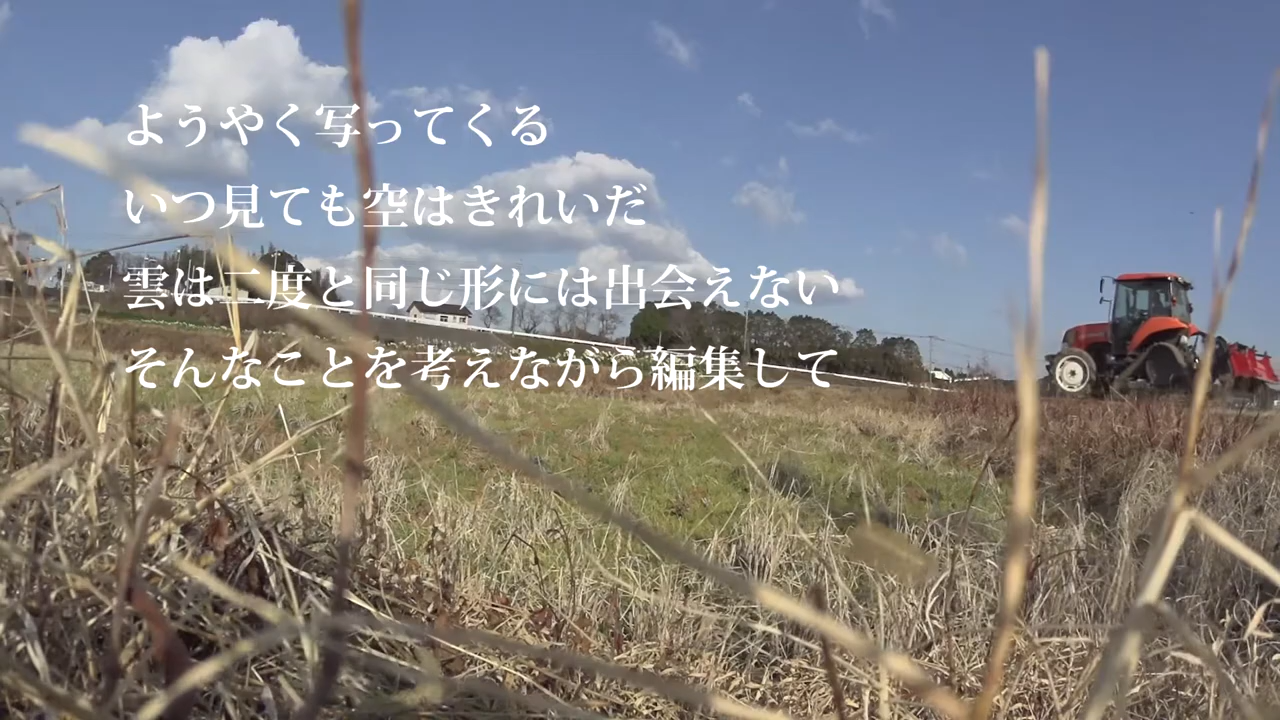 ようやく写ってくる
いつ見ても空はきれいだ
雲は二度と同じ形には出会えない
そんなことを考えながら編集して